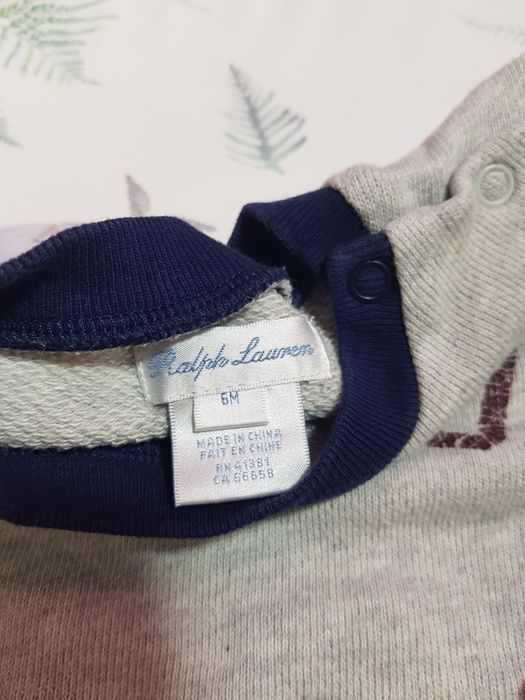 Ralph Lauren
6M
MADE IN CHINA
FAIT EN CHINE
RN 41381
CA 56658